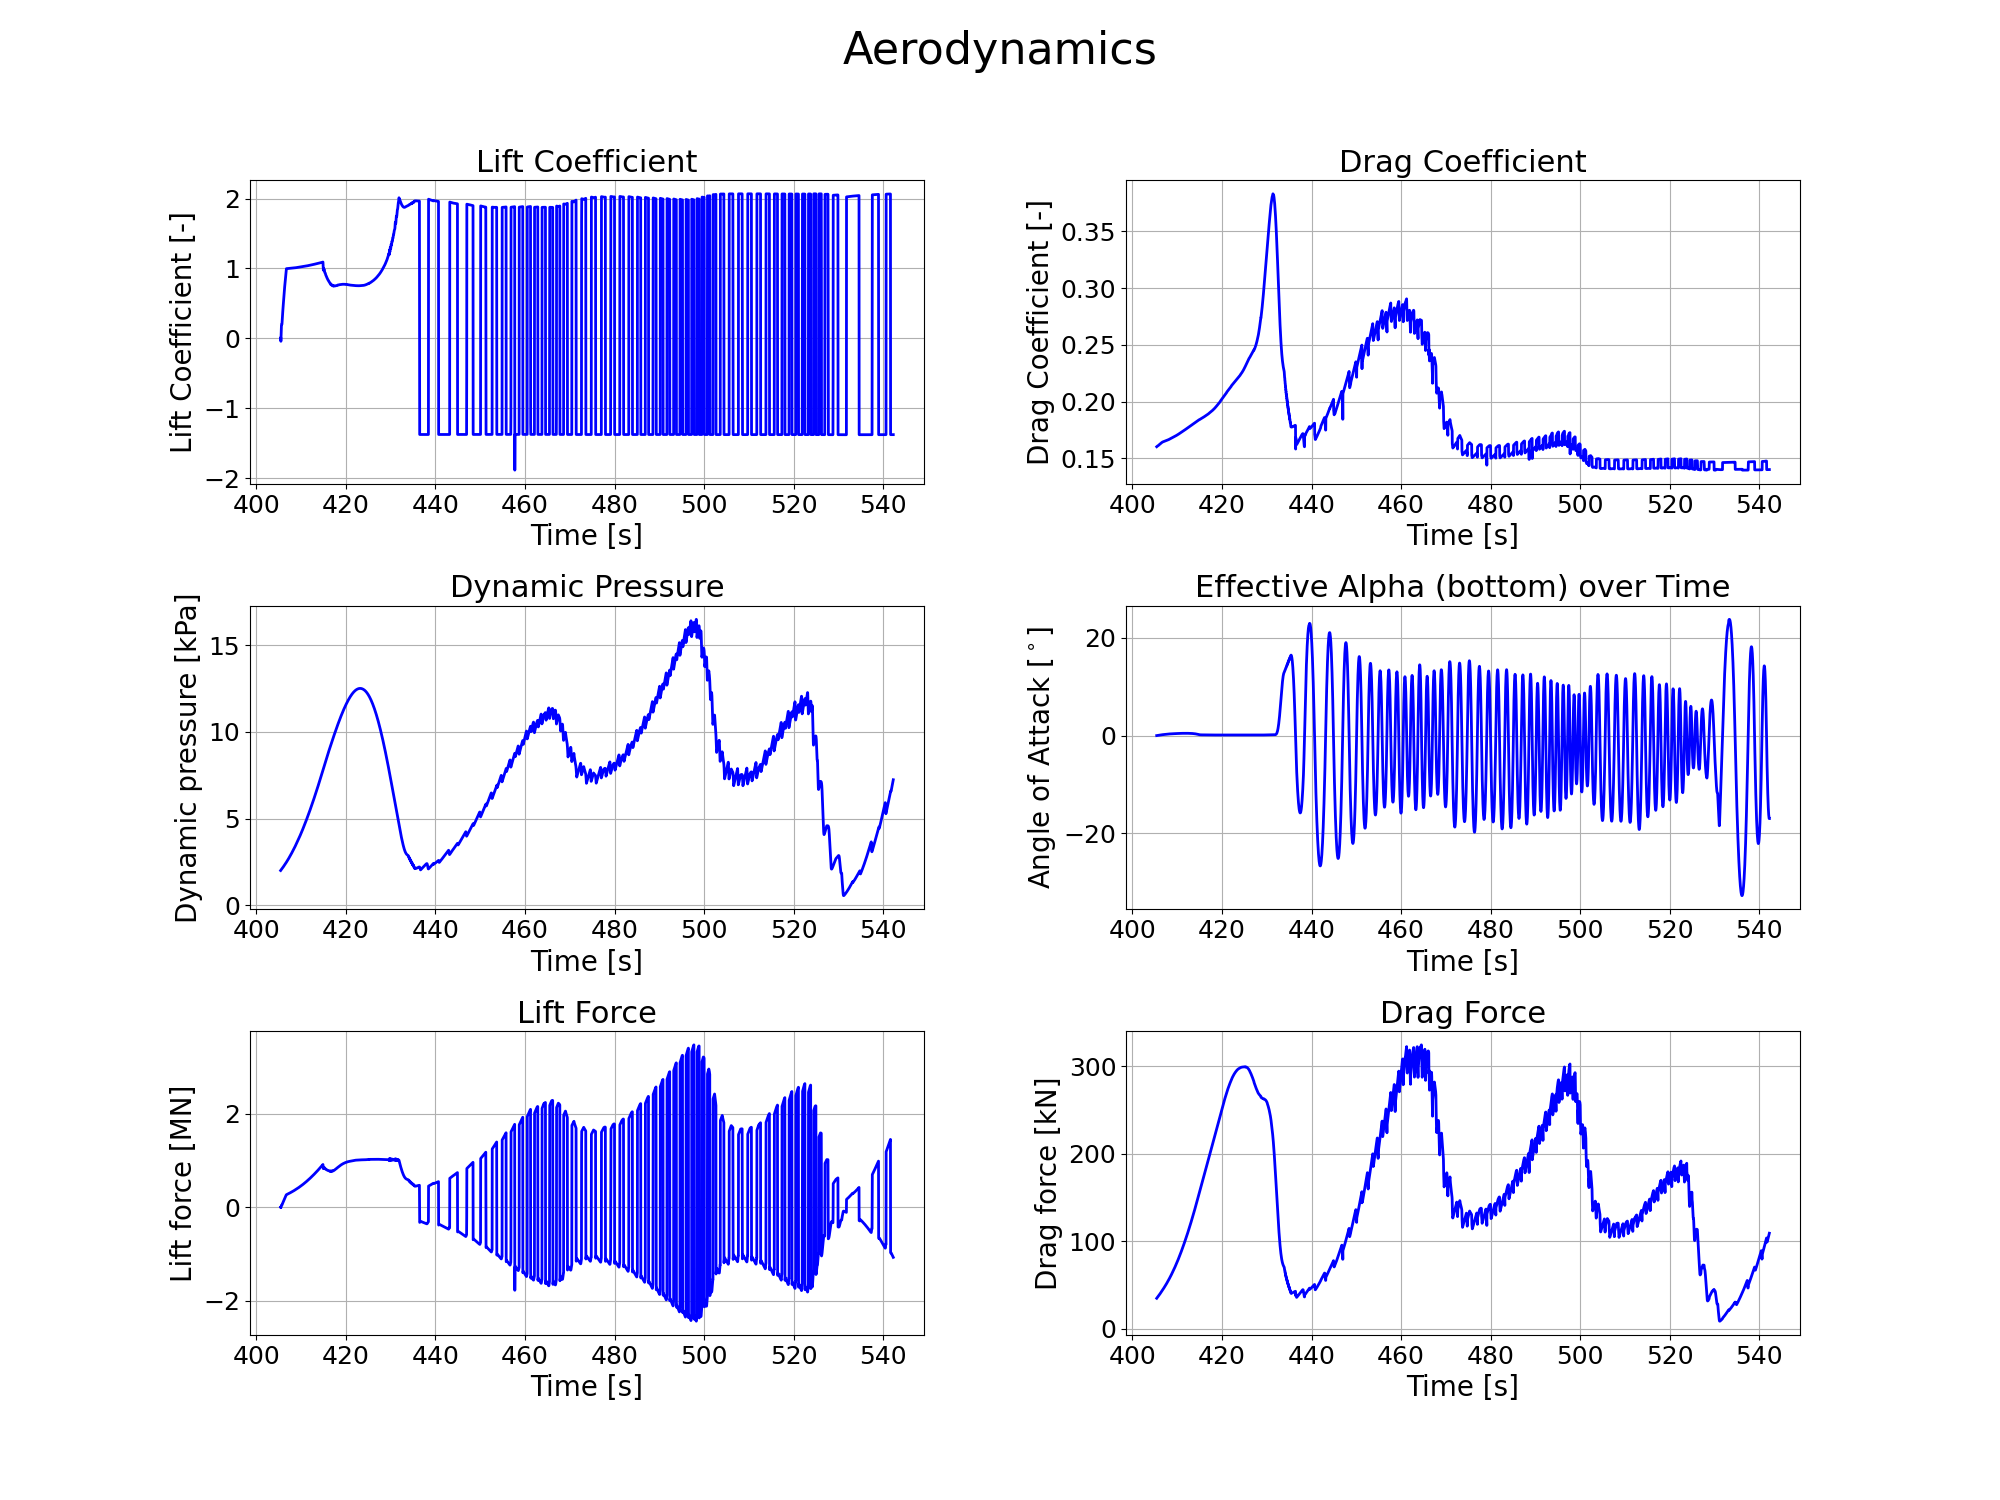 Aerodynamics
Lift Coefficient
Lift Coefficient [-]
2
1
0
−1
−2
400 420 440 460 480 500 520 540
Time [s]
Drag Coefficient
Drag Coefficient [-]
0.35
0.30
0.25
0.20
0.15
400 420 440 460 480 500 520 540
Time [s]
Dynamic Pressure
Dynamic pressure [kPa]
15
10
5
0
400 420 440 460 480 500 520 540
Time [s]
Effective Alpha (bottom) over Time
Angle of Attack [°]
20
0
−20
400 420 440 460 480 500 520 540
Time [s]
Lift Force
Lift force [MN]
2
0
−2
400 420 440 460 480 500 520 540
Time [s]
Drag Force
Drag force [kN]
300
200
100
0
400 420 440 460 480 500 520 540
Time [s]